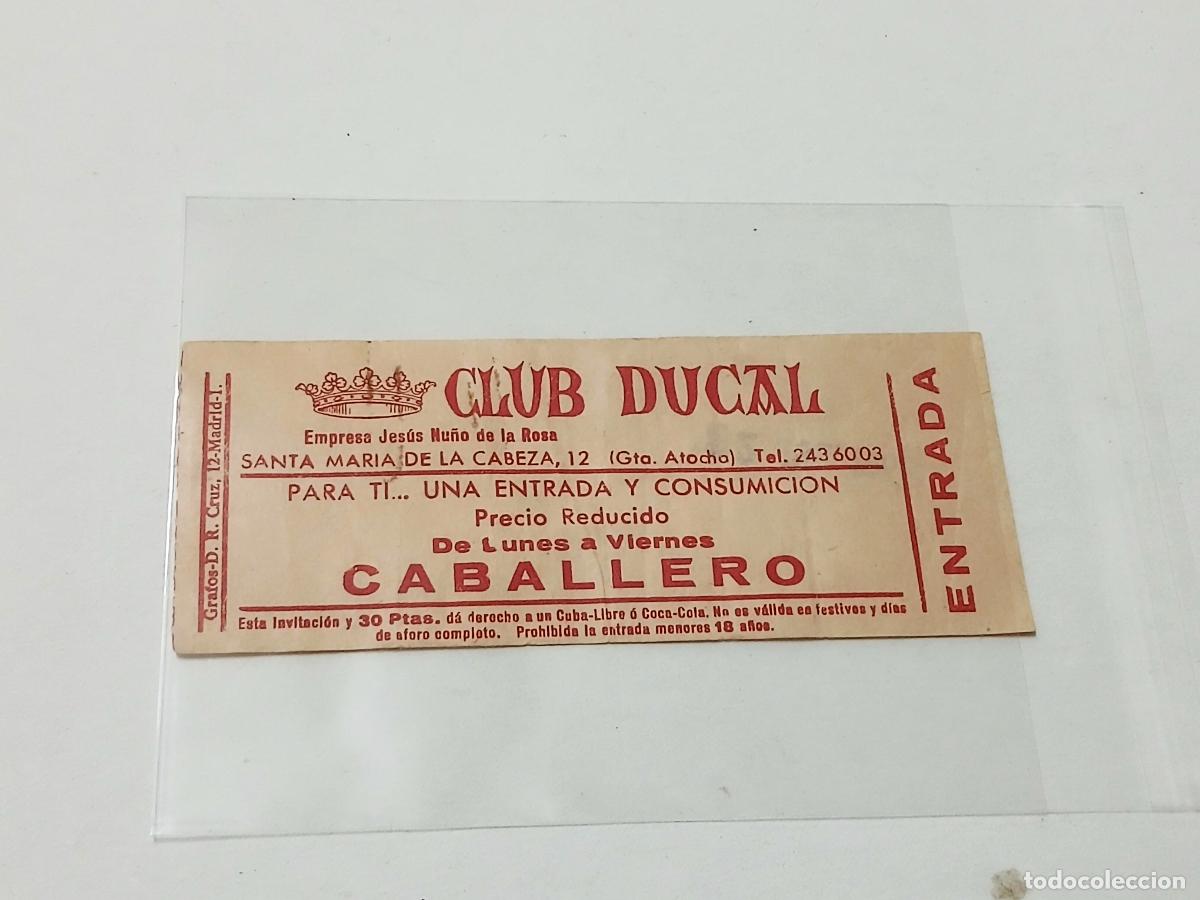 CLUB DUCAL
Empresa Jesús Nuño de la Rosa
SANTA MARIA DE LA CABEZA, 12 (Gta. Atocha) Tel. 2436003
PARA TI... UNA ENTRADA Y CONSUMICION
Precio Reducido
De Lunes a Viernes
CABALLERO
Esta Invitación y 30 Ptas. dá derecho a un Cuba-Libre ó Coca-Cola. No es válida en festivos y días
de aforo completo. Prohibida la entrada menores 18 años.
Grafos-D. R. Cruz, 12-Madrid-1.
ENTRADA
todocoleccion